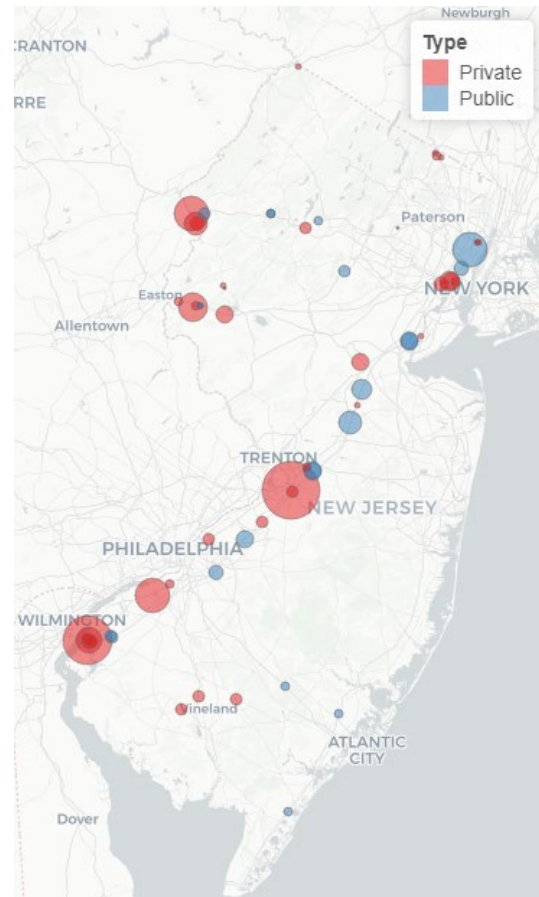 Newburgh
CRANTON
Type
Private
Public
RRE
Paterson
NEW YORK
Easton
Allentown
TRENTON
NEW JERSEY
PHILADELPHIA
WILMINGTON
Vineland
ATLANTIC
CITY
Dover